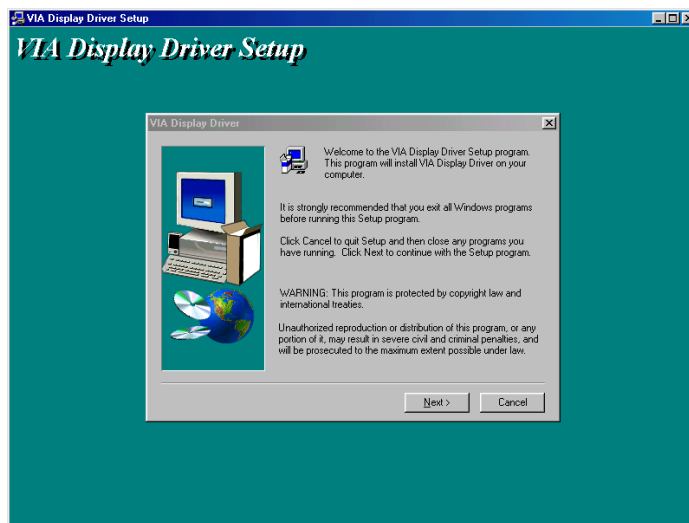 VIA Display Driver Setup
VIA Display Driver Setup
VIA Display Driver
Welcome to the VIA Display Driver Setup program.
This program will install VIA Display Driver on your
computer.
It is strongly recommended that you exit all Windows programs
before running this Setup program.
Click Cancel to quit Setup and then close any programs you
have running. Click Next to continue with the Setup program.
WARNING: This program is protected by copyright law and
international treaties.
Unauthorized reproduction or distribution of this program, or any
portion of it, may result in severe civil and criminal penalties, and
will be prosecuted to the maximum extent possible under law.
Next > Cancel